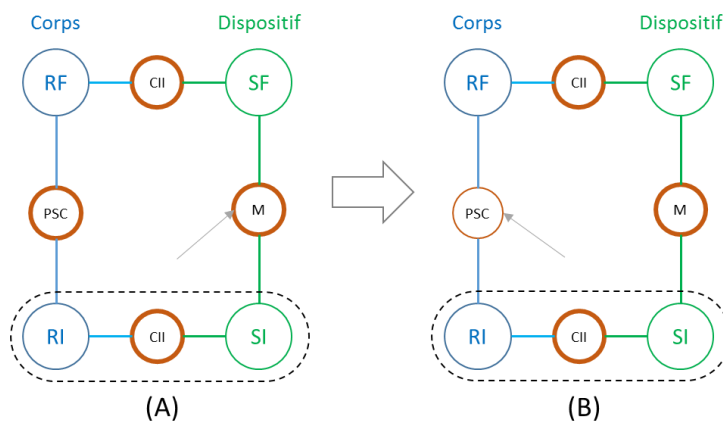 Corps Dispositif
RF CII SF
PSC M
RI CII SI
(A)
Corps Dispositif
RF CII SF
PSC M
RI CII SI
(B)